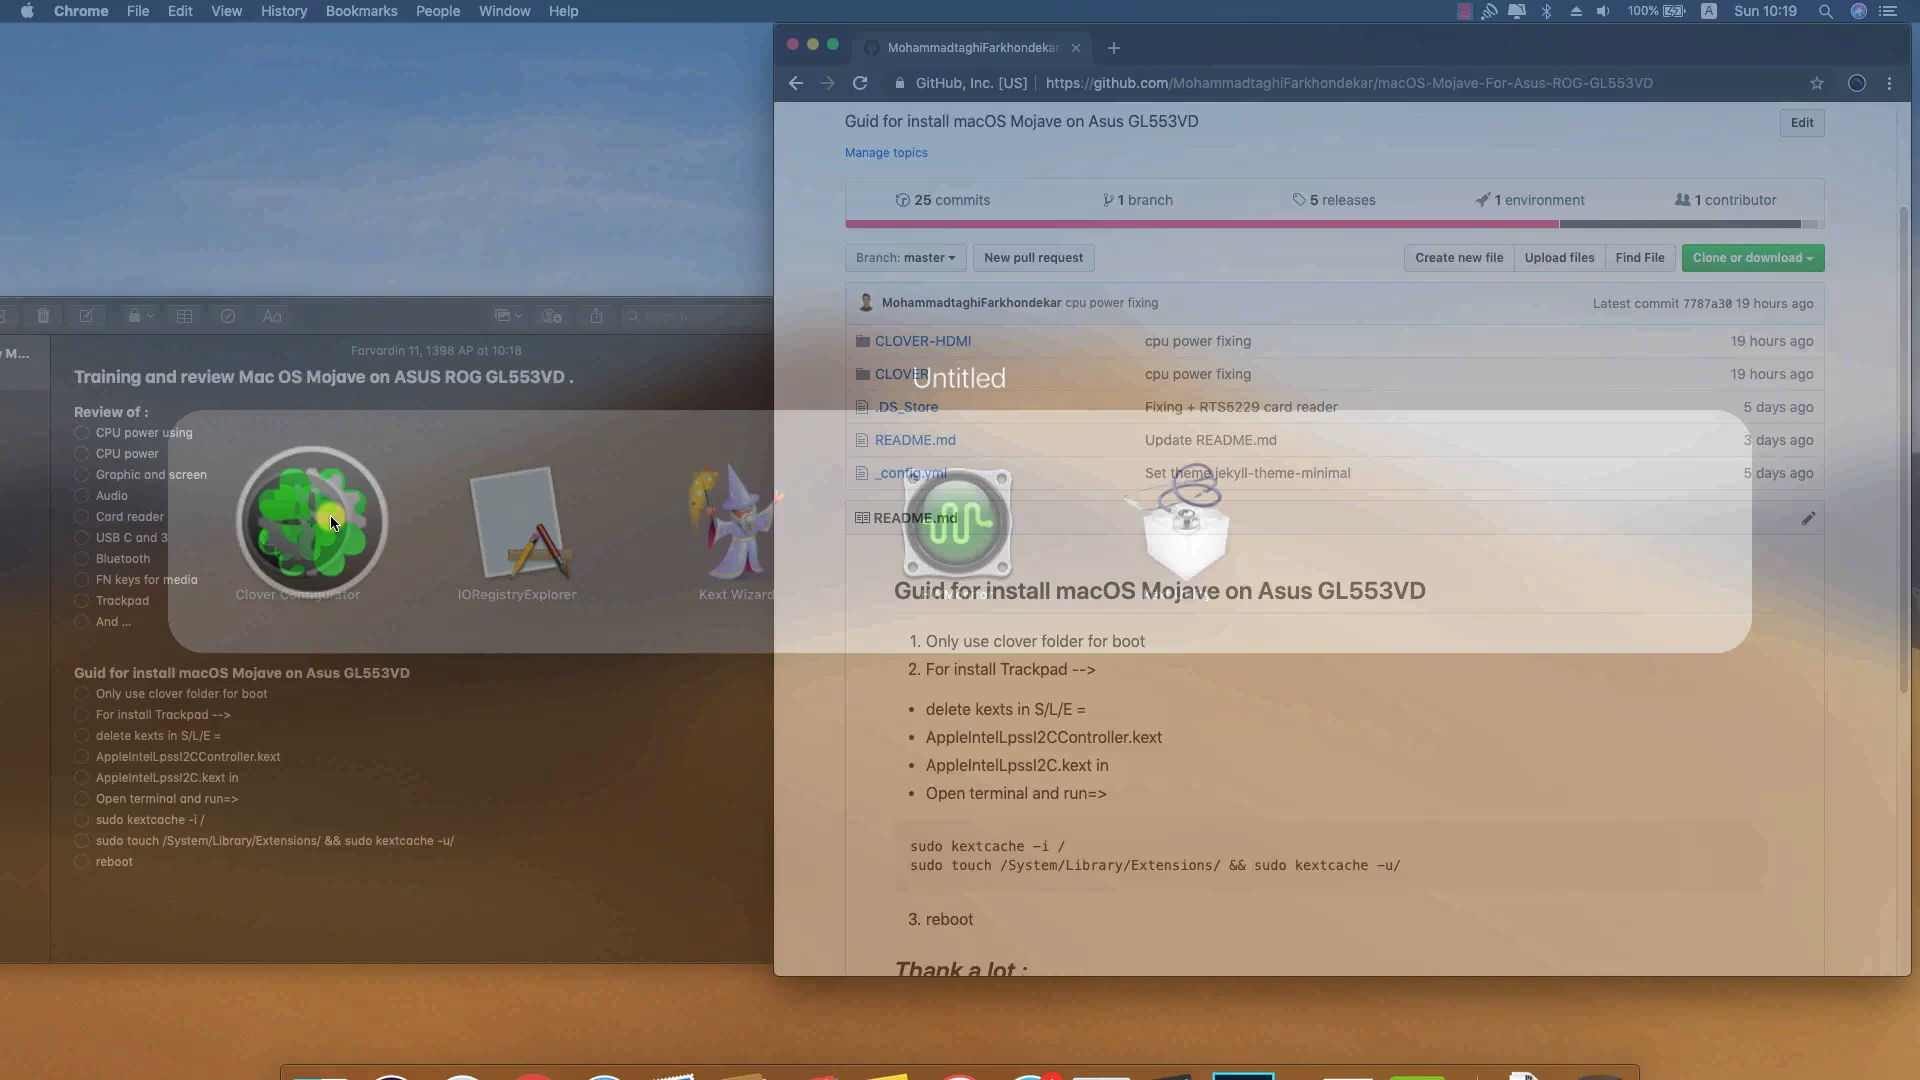 Chrome File Edit View History Bookmarks People Window Help
100% A Sun 10:19
MohammadtaghiFarkhondekar
GitHub, Inc. [US] https://github.com/MohammadtaghiFarkhondekar/macOS-Mojave-For-Asus-ROG-GL553VD
Guid for install macOS Mojave on Asus GL553VD
Edit
Manage topics
25 commits 1 branch 5 releases 1 environment 1 contributor
Branch: master New pull request Create new file Upload files Find File Clone or download
MohammadtaghiFarkhondekar cpu power fixing Latest commit 7787a30 19 hours ago
CLOVER-HDMI cpu power fixing 19 hours ago
CLOVER cpu power fixing 19 hours ago
.DS_Store Fixing + RTS5229 card reader 5 days ago
README.md Update README.md 3 days ago
_config.yml Set theme jekyll-theme-minimal 5 days ago
README.md
Guid for install macOS Mojave on Asus GL553VD
1. Only use clover folder for boot
2. For install Trackpad -->
• delete kexts in S/L/E =
• AppleIntelLpssI2CController.kext
• AppleIntelLpssI2C.kext in
• Open terminal and run=>
sudo kextcache -i /
sudo touch /System/Library/Extensions/ && sudo kextcache -u/
3. reboot
Thank a lot :
Untitled
Clover Configurator
IORegistryExplorer
Kext Wizard
Aa
M...
Farvardin 11, 1398 AP at 10:18
Training and review Mac OS Mojave on ASUS ROG GL553VD .
Review of :
CPU power using
CPU power
Graphic and screen
Audio
Card reader
USB C and 3
Bluetooth
FN keys for media
Trackpad
And ...
Guid for install macOS Mojave on Asus GL553VD
Only use clover folder for boot
For install Trackpad -->
delete kexts in S/L/E =
AppleIntelLpssI2CController.kext
AppleIntelLpssI2C.kext in
Open terminal and run=>
sudo kextcache -i /
sudo touch /System/Library/Extensions/ && sudo kextcache -u/
reboot